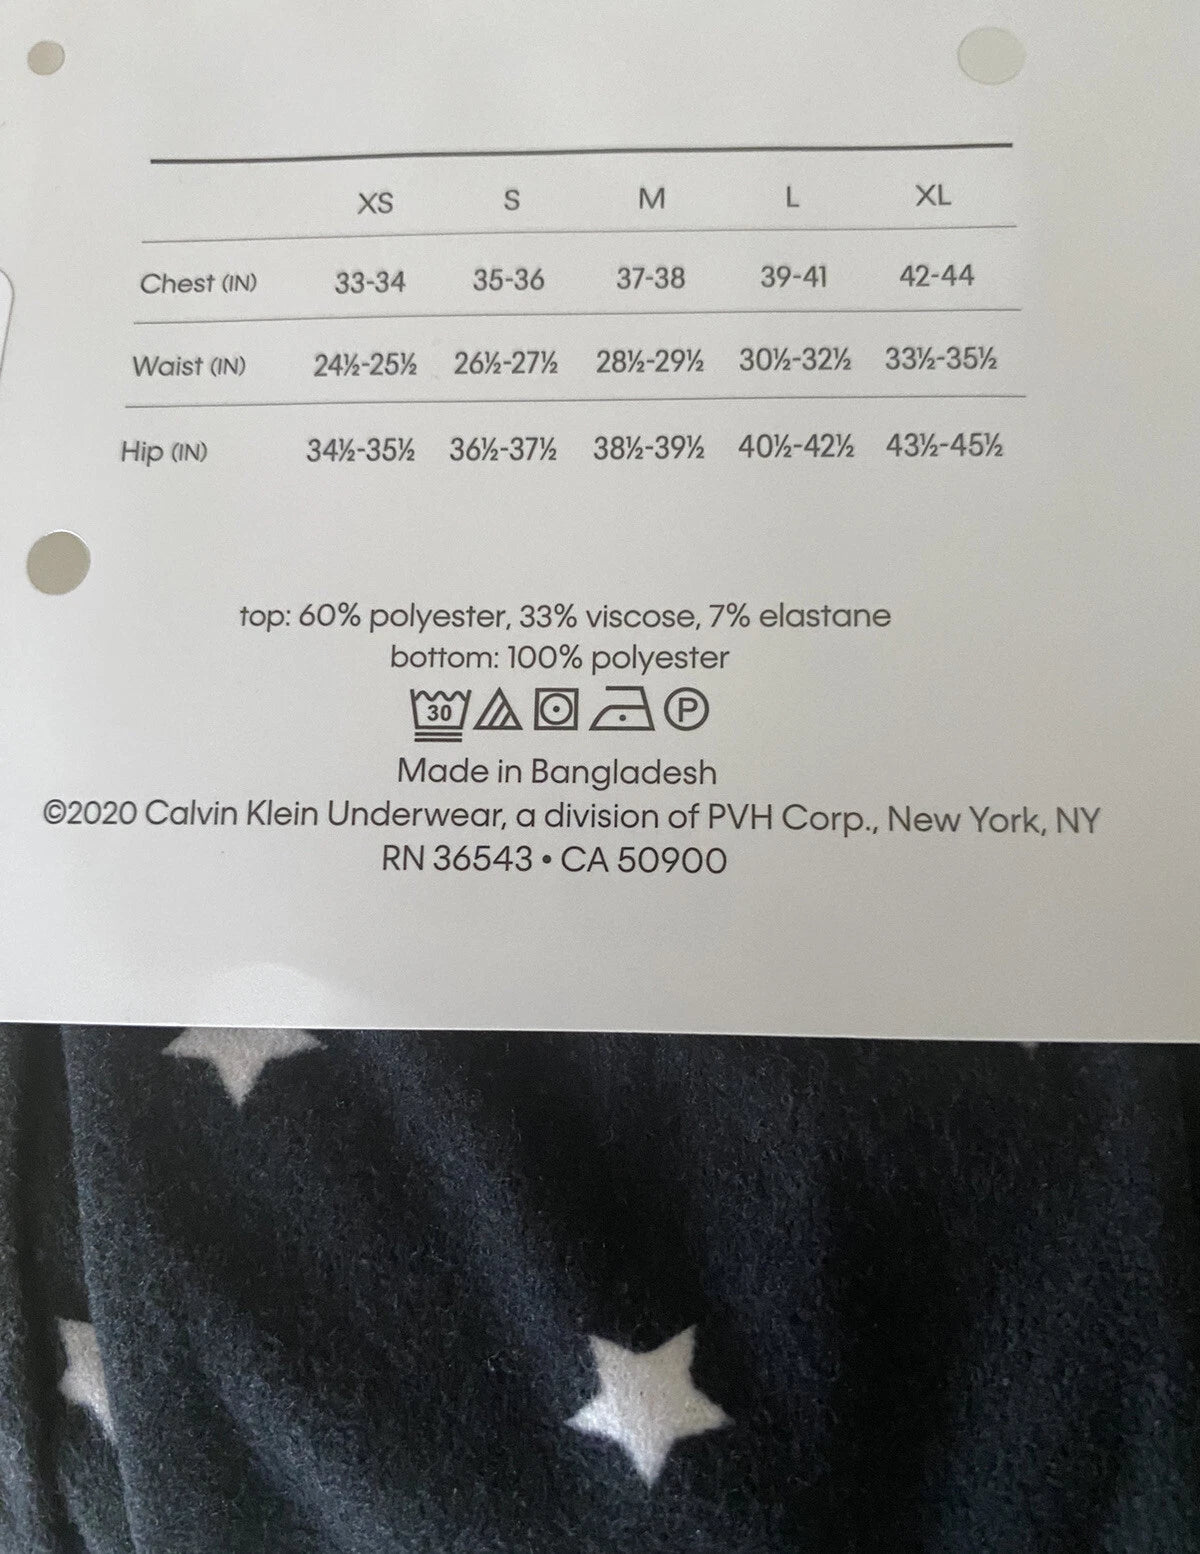 XS S M L XL
Chest (IN) 33-34 35-36 37-38 39-41 42-44
Waist (IN) 24½-25½ 26½-27½ 28½-29½ 30½-32½ 33½-35½
Hip (IN) 34½-35½ 36½-37½ 38½-39½ 40½-42½ 43½-45½
top: 60% polyester, 33% viscose, 7% elastane
bottom: 100% polyester
30 P
Made in Bangladesh
©2020 Calvin Klein Underwear, a division of PVH Corp., New York, NY
RN 36543 • CA 50900